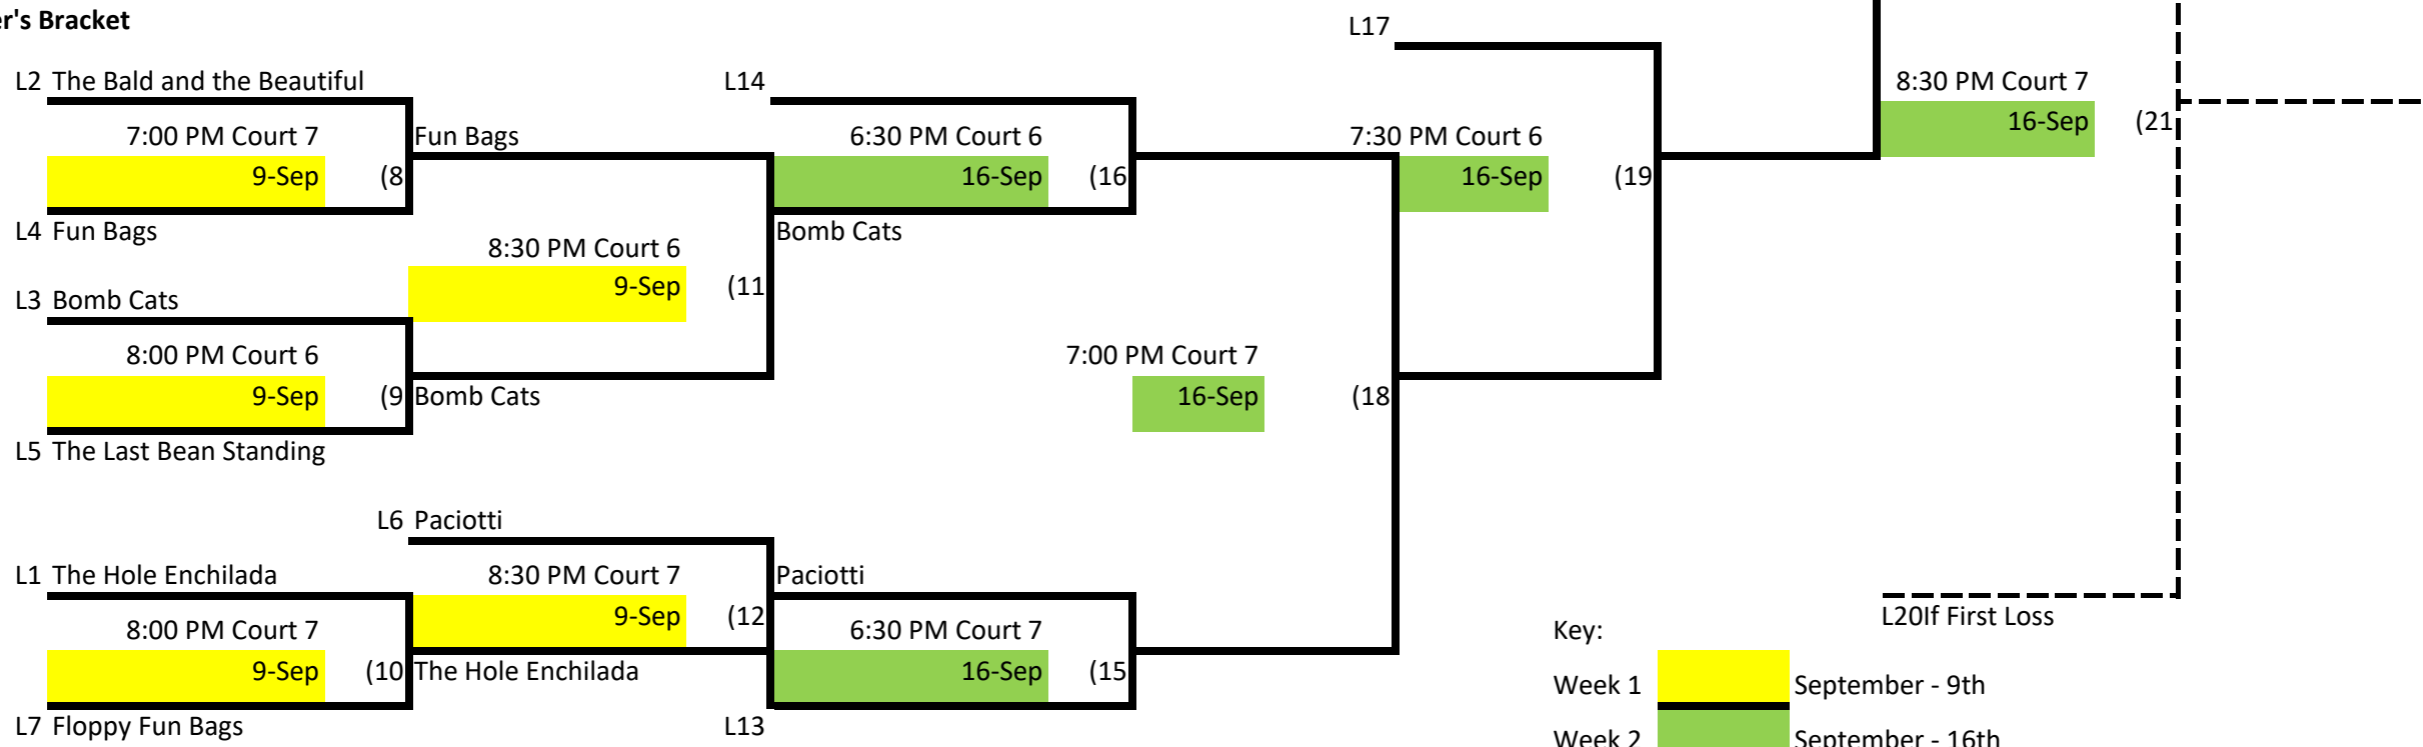 er's Bracket
L17
L2 The Bald and the Beautiful
L14
8:30 PM Court 7
7:00 PM Court 7
Fun Bags
6:30 PM Court 6
7:30 PM Court 6
16-Sep (21
9-Sep (8
16-Sep (16
16-Sep (19
L4 Fun Bags
Bomb Cats
8:30 PM Court 6
9-Sep (11
L3 Bomb Cats
8:00 PM Court 6
7:00 PM Court 7
9-Sep (9
Bomb Cats
16-Sep (18
L5 The Last Bean Standing
L6 Paciotti
L1 The Hole Enchilada
8:30 PM Court 7
Paciotti
9-Sep (12
L20If First Loss
8:00 PM Court 7
6:30 PM Court 7
Key:
9-Sep (10
The Hole Enchilada
16-Sep (15
Week 1 September - 9th
L7 Floppy Fun Bags
L13
Week 2 September - 16th